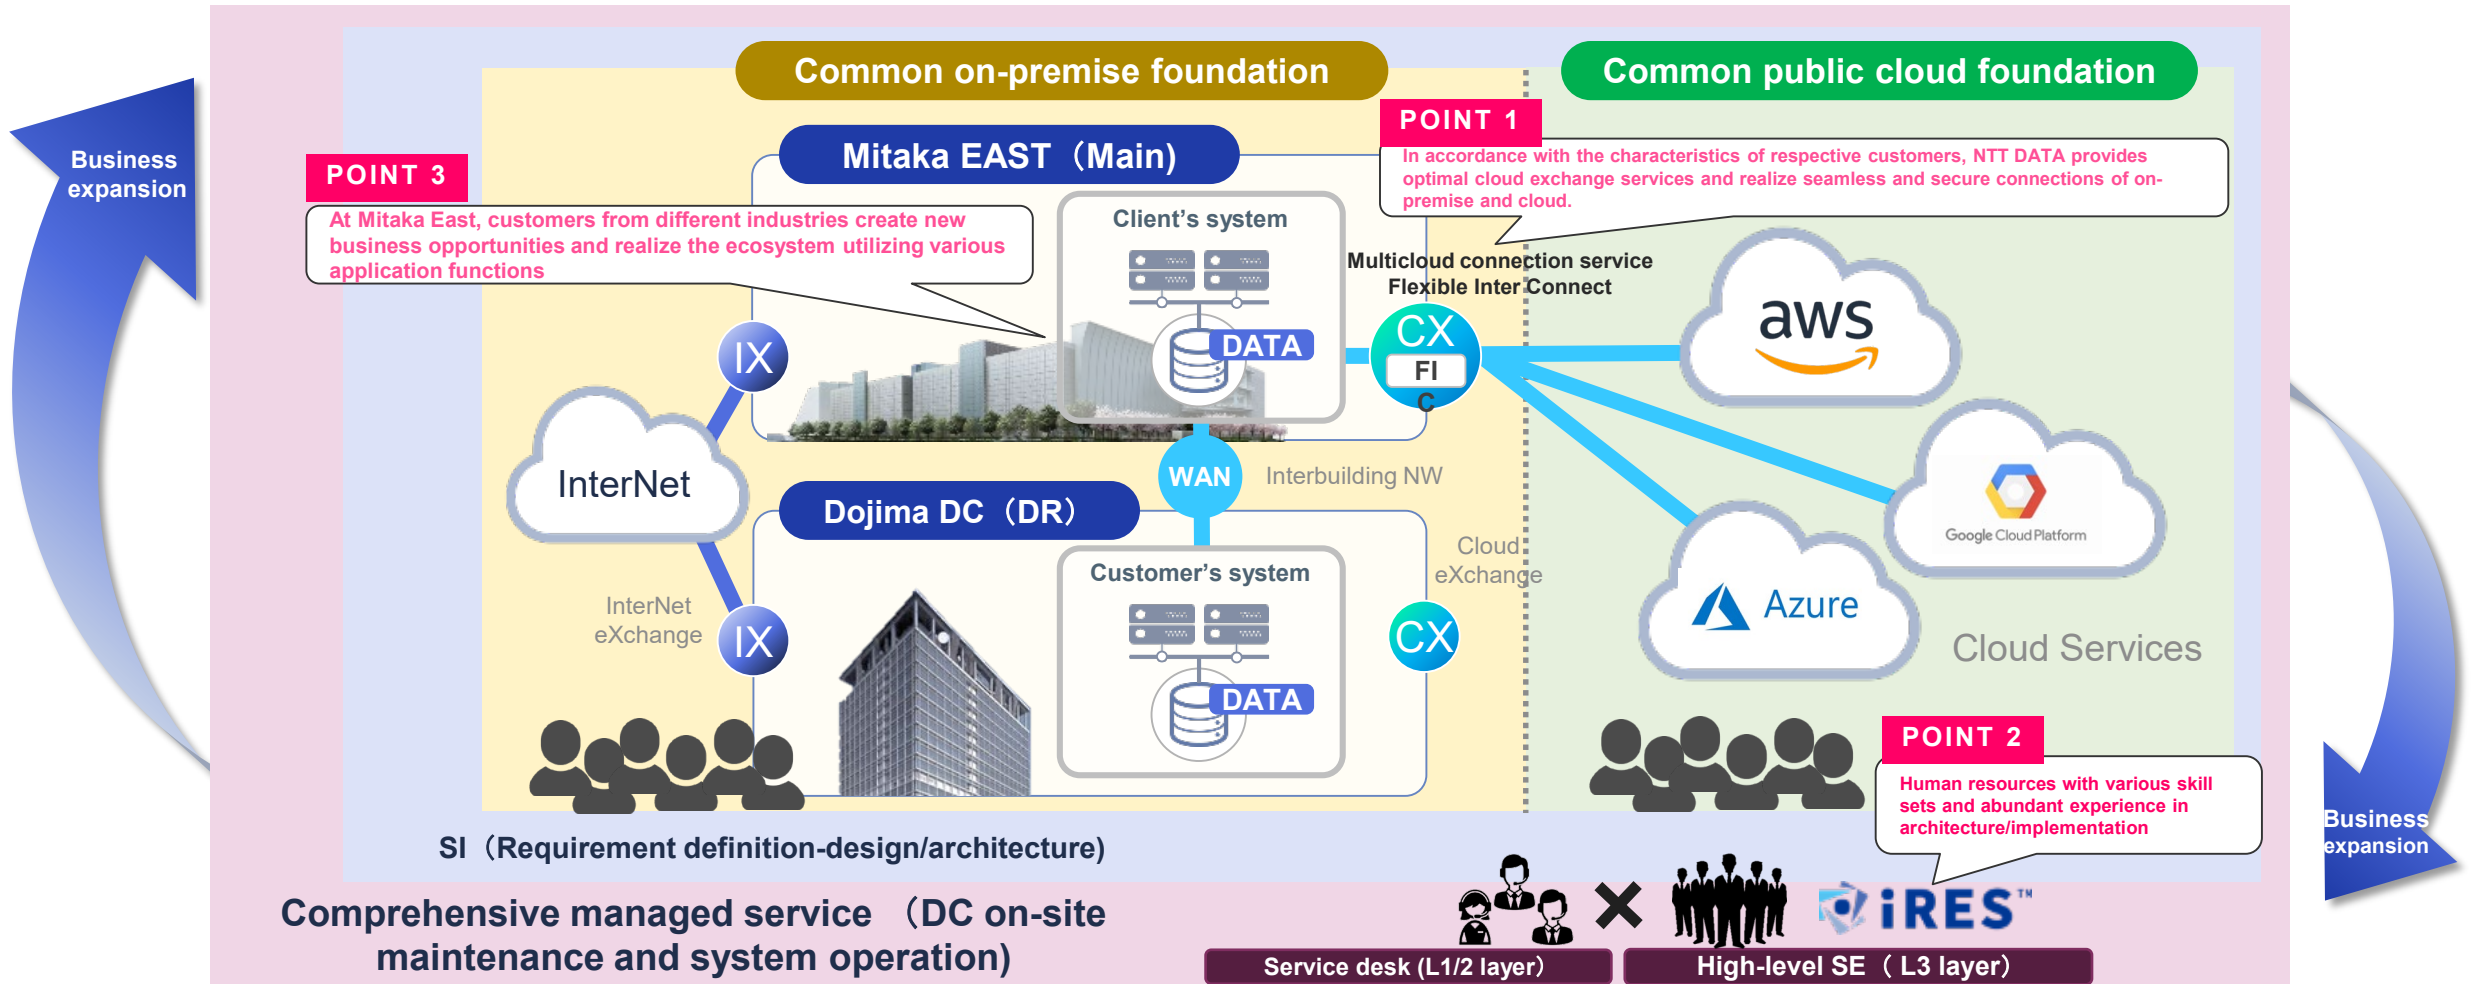 Common on-premise foundation
Common public cloud foundation
POINT 1
In accordance with the characteristics of respective customers, NTT DATA provides
optimal cloud exchange services and realize seamless and secure connections of on-
premise and cloud.
Business
expansion
POINT 3
At Mitaka East, customers from different industries create new
business opportunities and realize the ecosystem utilizing various
application functions
Mitaka EAST（Main)
Client's system
DATA
Multicloud connection service
Flexible Inter Connect
CX
FI
C
IX
InterNet
WAN
Interbuilding NW
aws
Google Cloud Platform
Azure
Cloud Services
Dojima DC（DR）
Customer's system
DATA
Cloud
eXchange
CX
InterNet
eXchange
IX
POINT 2
Human resources with various skill
sets and abundant experience in
architecture/implementation
Business
expansion
SI（Requirement definition-design/architecture)
Comprehensive managed service （DC on-site
maintenance and system operation)
iRES™
Service desk (L1/2 layer）
High-level SE（ L3 layer）